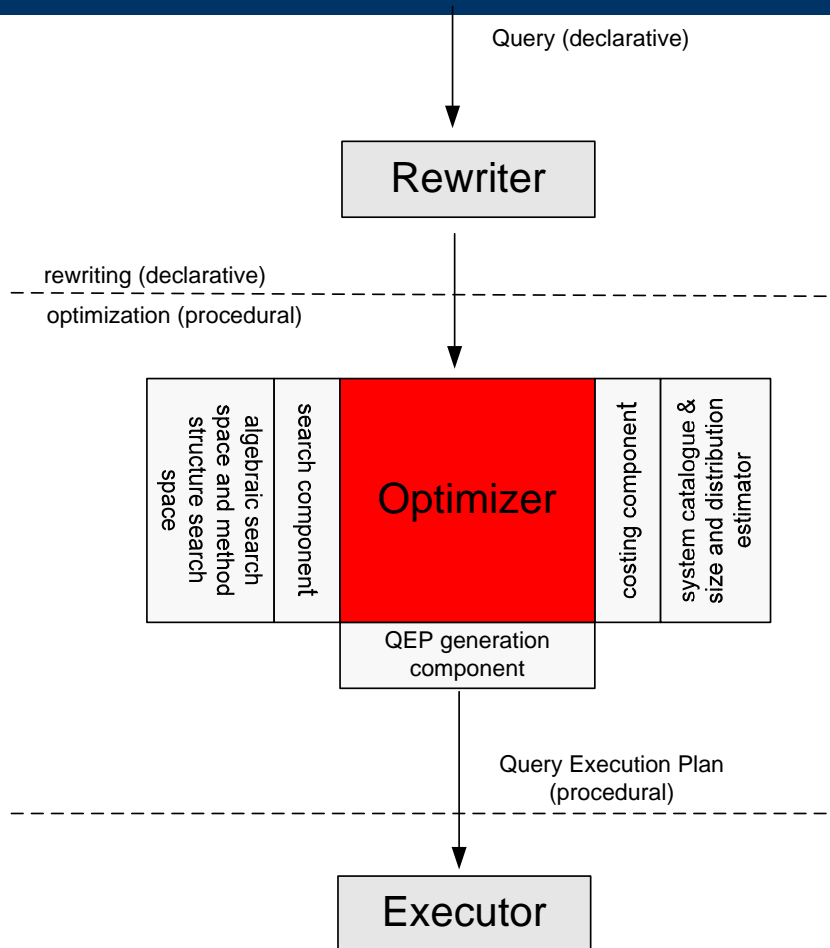 Query (declarative)
Rewriter
rewriting (declarative)
optimization (procedural)
algebraic search
space and method
structure search
space
search component
Optimizer
costing component
system catalogue &
size and distribution
estimator
QEP generation
component
Query Execution Plan
(procedural)
Executor